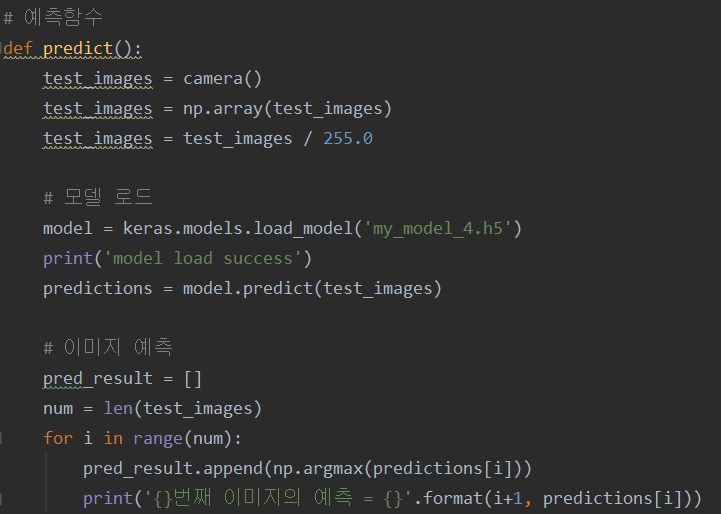 # 예측함수
def predict():
    test_images = camera()
    test_images = np.array(test_images)
    test_images = test_images / 255.0

    # 모델 로드
    model = keras.models.load_model('my_model_4.h5')
    print('model load success')
    predictions = model.predict(test_images)

    # 이미지 예측
    pred_result = []
    num = len(test_images)
    for i in range(num):
        pred_result.append(np.argmax(predictions[i]))
        print('{}번째 이미지의 예측 = {}'.format(i+1, predictions[i]))